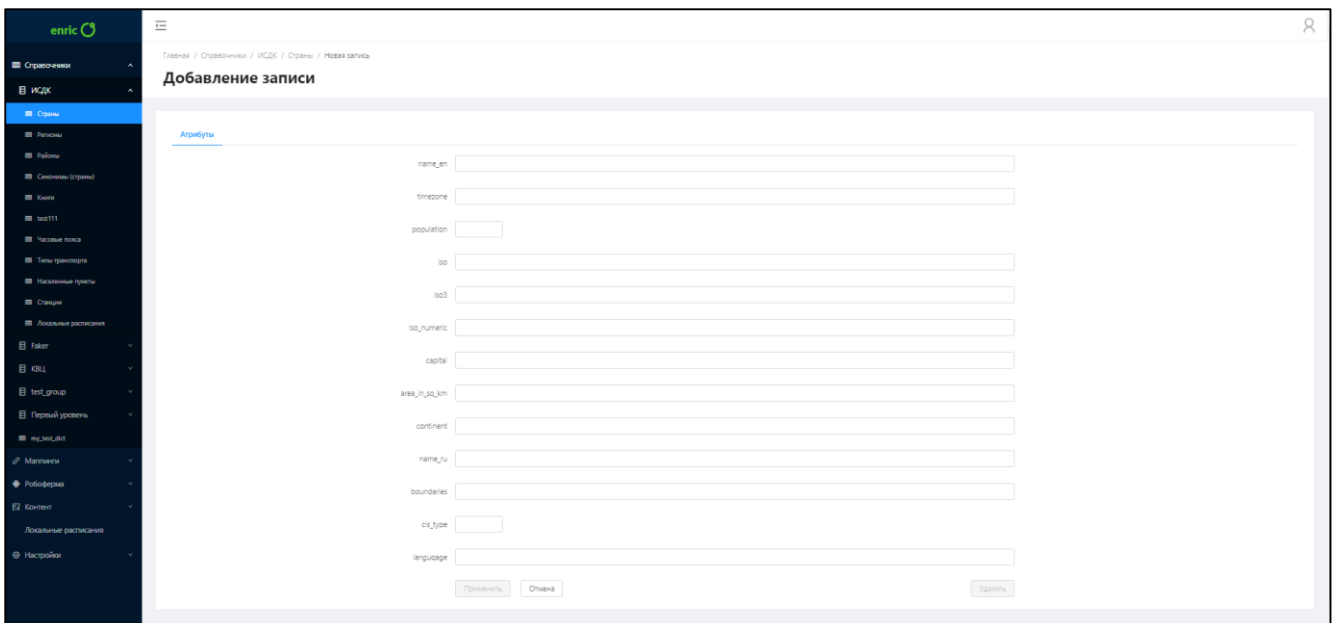 enric
Главная / Справочники / ИСДК / Страны / Новая запись
Добавление записи
Справочники
ИСДК
Страны
Регионы
Районы
Синонимы (страны)
Книги
test111
Часовые пояса
Типы транспорта
Населенные пункты
Станции
Локальные расписания
Faker
КВЦ
test_group
Первый уровень
my_test_dict
Маппинги
Робоферма
Контент
Локальные расписания
Настройки
Атрибуты
name_en
timezone
population
iso
iso3
iso_numeric
capital
area_in_sq_km
continent
name_ru
boundaries
cis_type
languqage
Применить Отмена Удалить